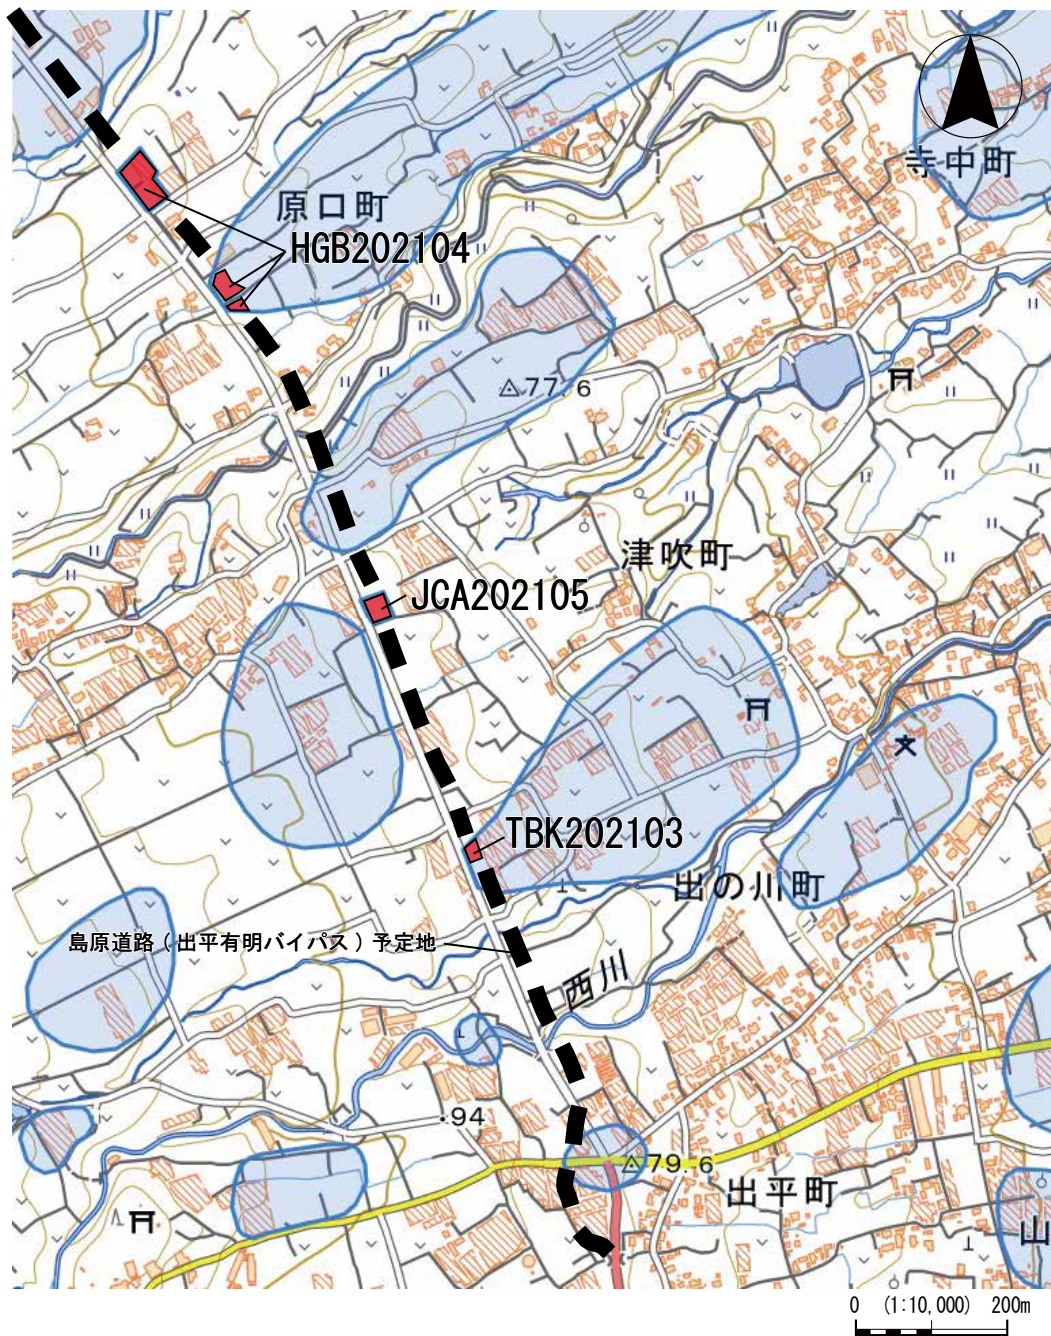 寺中町
原口町
HGB202104
77.6
津吹町
JCA202105
TBK202103
出の川町
島原道路(出平有明バイパス)予定地
西川
94
79.6
出平町
山
0 (1:10,000) 200m